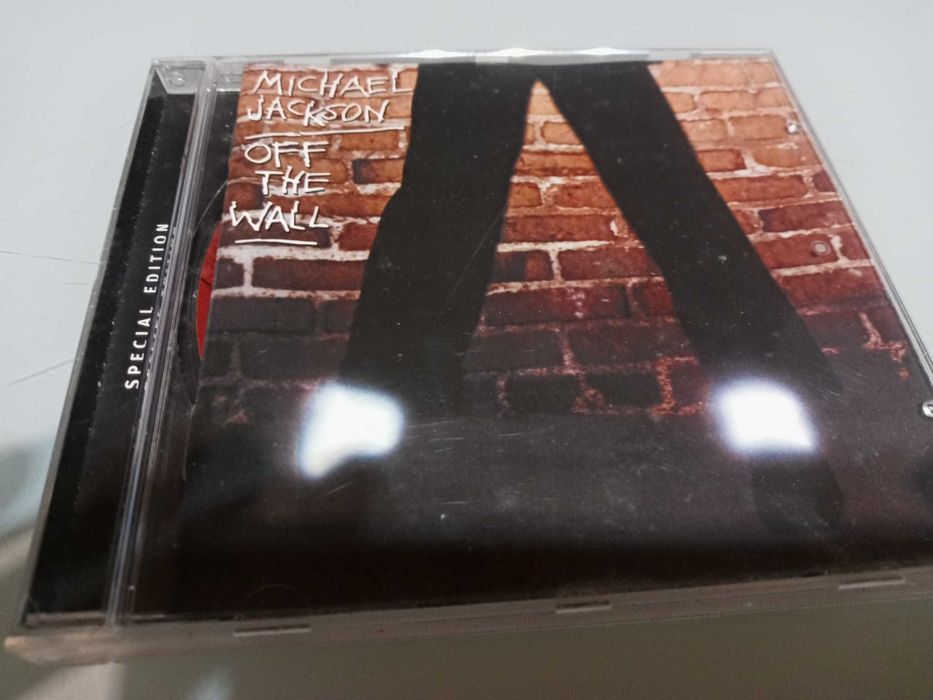 MICHAEL
JACKSON
OFF
THE
WALL
SPECIAL EDITION